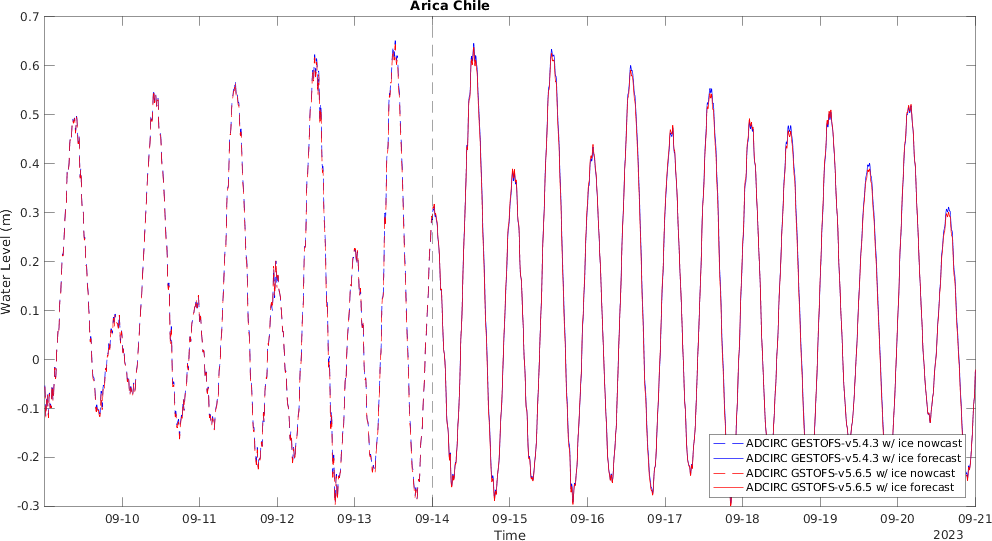 Arica Chile
0.7
0.6
0.5
0.4
0.3
0.2
0.1
0
-0.1
-0.2
-0.3
Water Level (m)
ADCIRC GESTOFS-v5.4.3 w/ ice nowcast
ADCIRC GESTOFS-v5.4.3 w/ ice forecast
ADCIRC GSTOFS-v5.6.5 w/ ice nowcast
ADCIRC GSTOFS-v5.6.5 w/ ice forecast
09-10 09-11 09-12 09-13 09-14 09-15 09-16 09-17 09-18 09-19 09-20 09-21
Time
2023